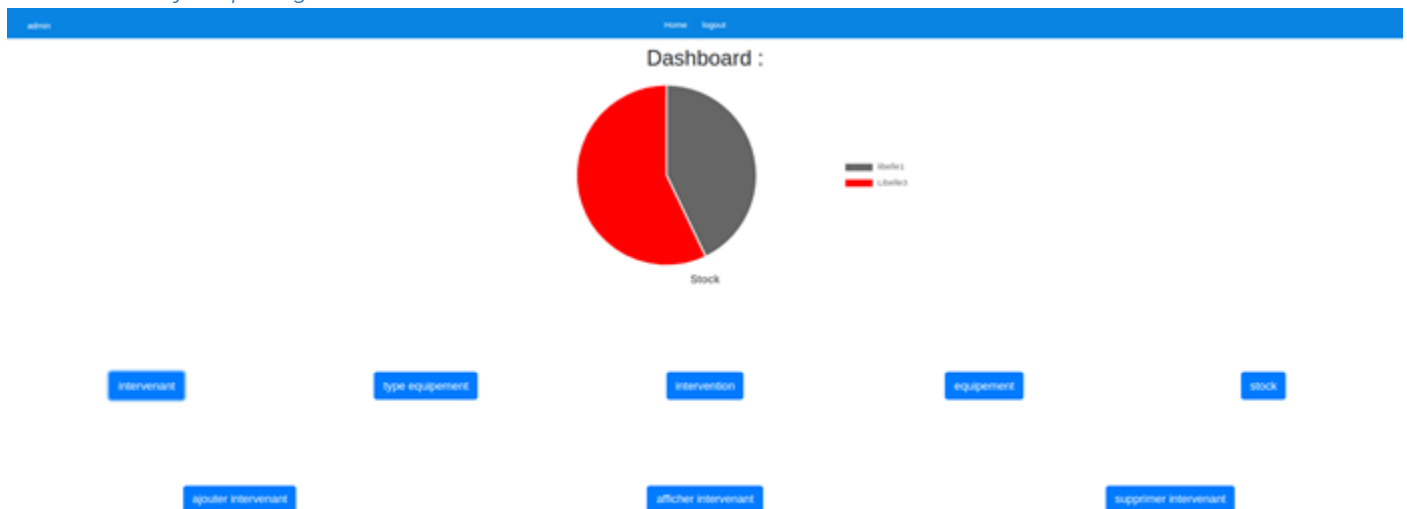 admin Home logout
Dashboard :
libelle1
Libelle3
Stock
intervenant type equipement intervention equipement stock
ajouter intervenant afficher intervenant supprimer intervenant